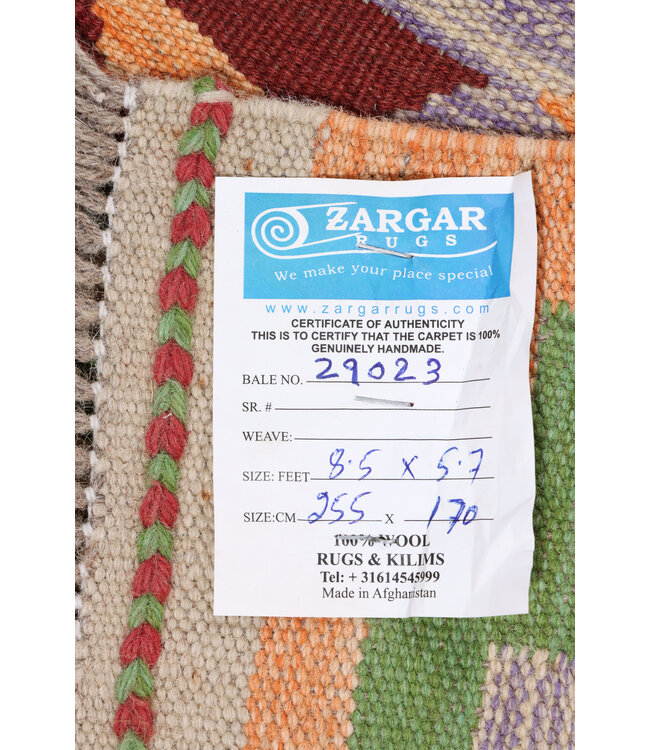 ZARGAR
RUGS
We make your place special
www.zargarrugs.com
CERTIFICATE OF AUTHENTICITY
THIS IS TO CERTIFY THAT THE CARPET IS 100%
GENUINELY HANDMADE.
BALE NO. 29023
SR. #
WEAVE:
SIZE: FEET 8.5 x 5.7
SIZE:CM 255 X 170
100% WOOL
RUGS & KILIMS
Tel: + 31614545999
Made in Afghanistan